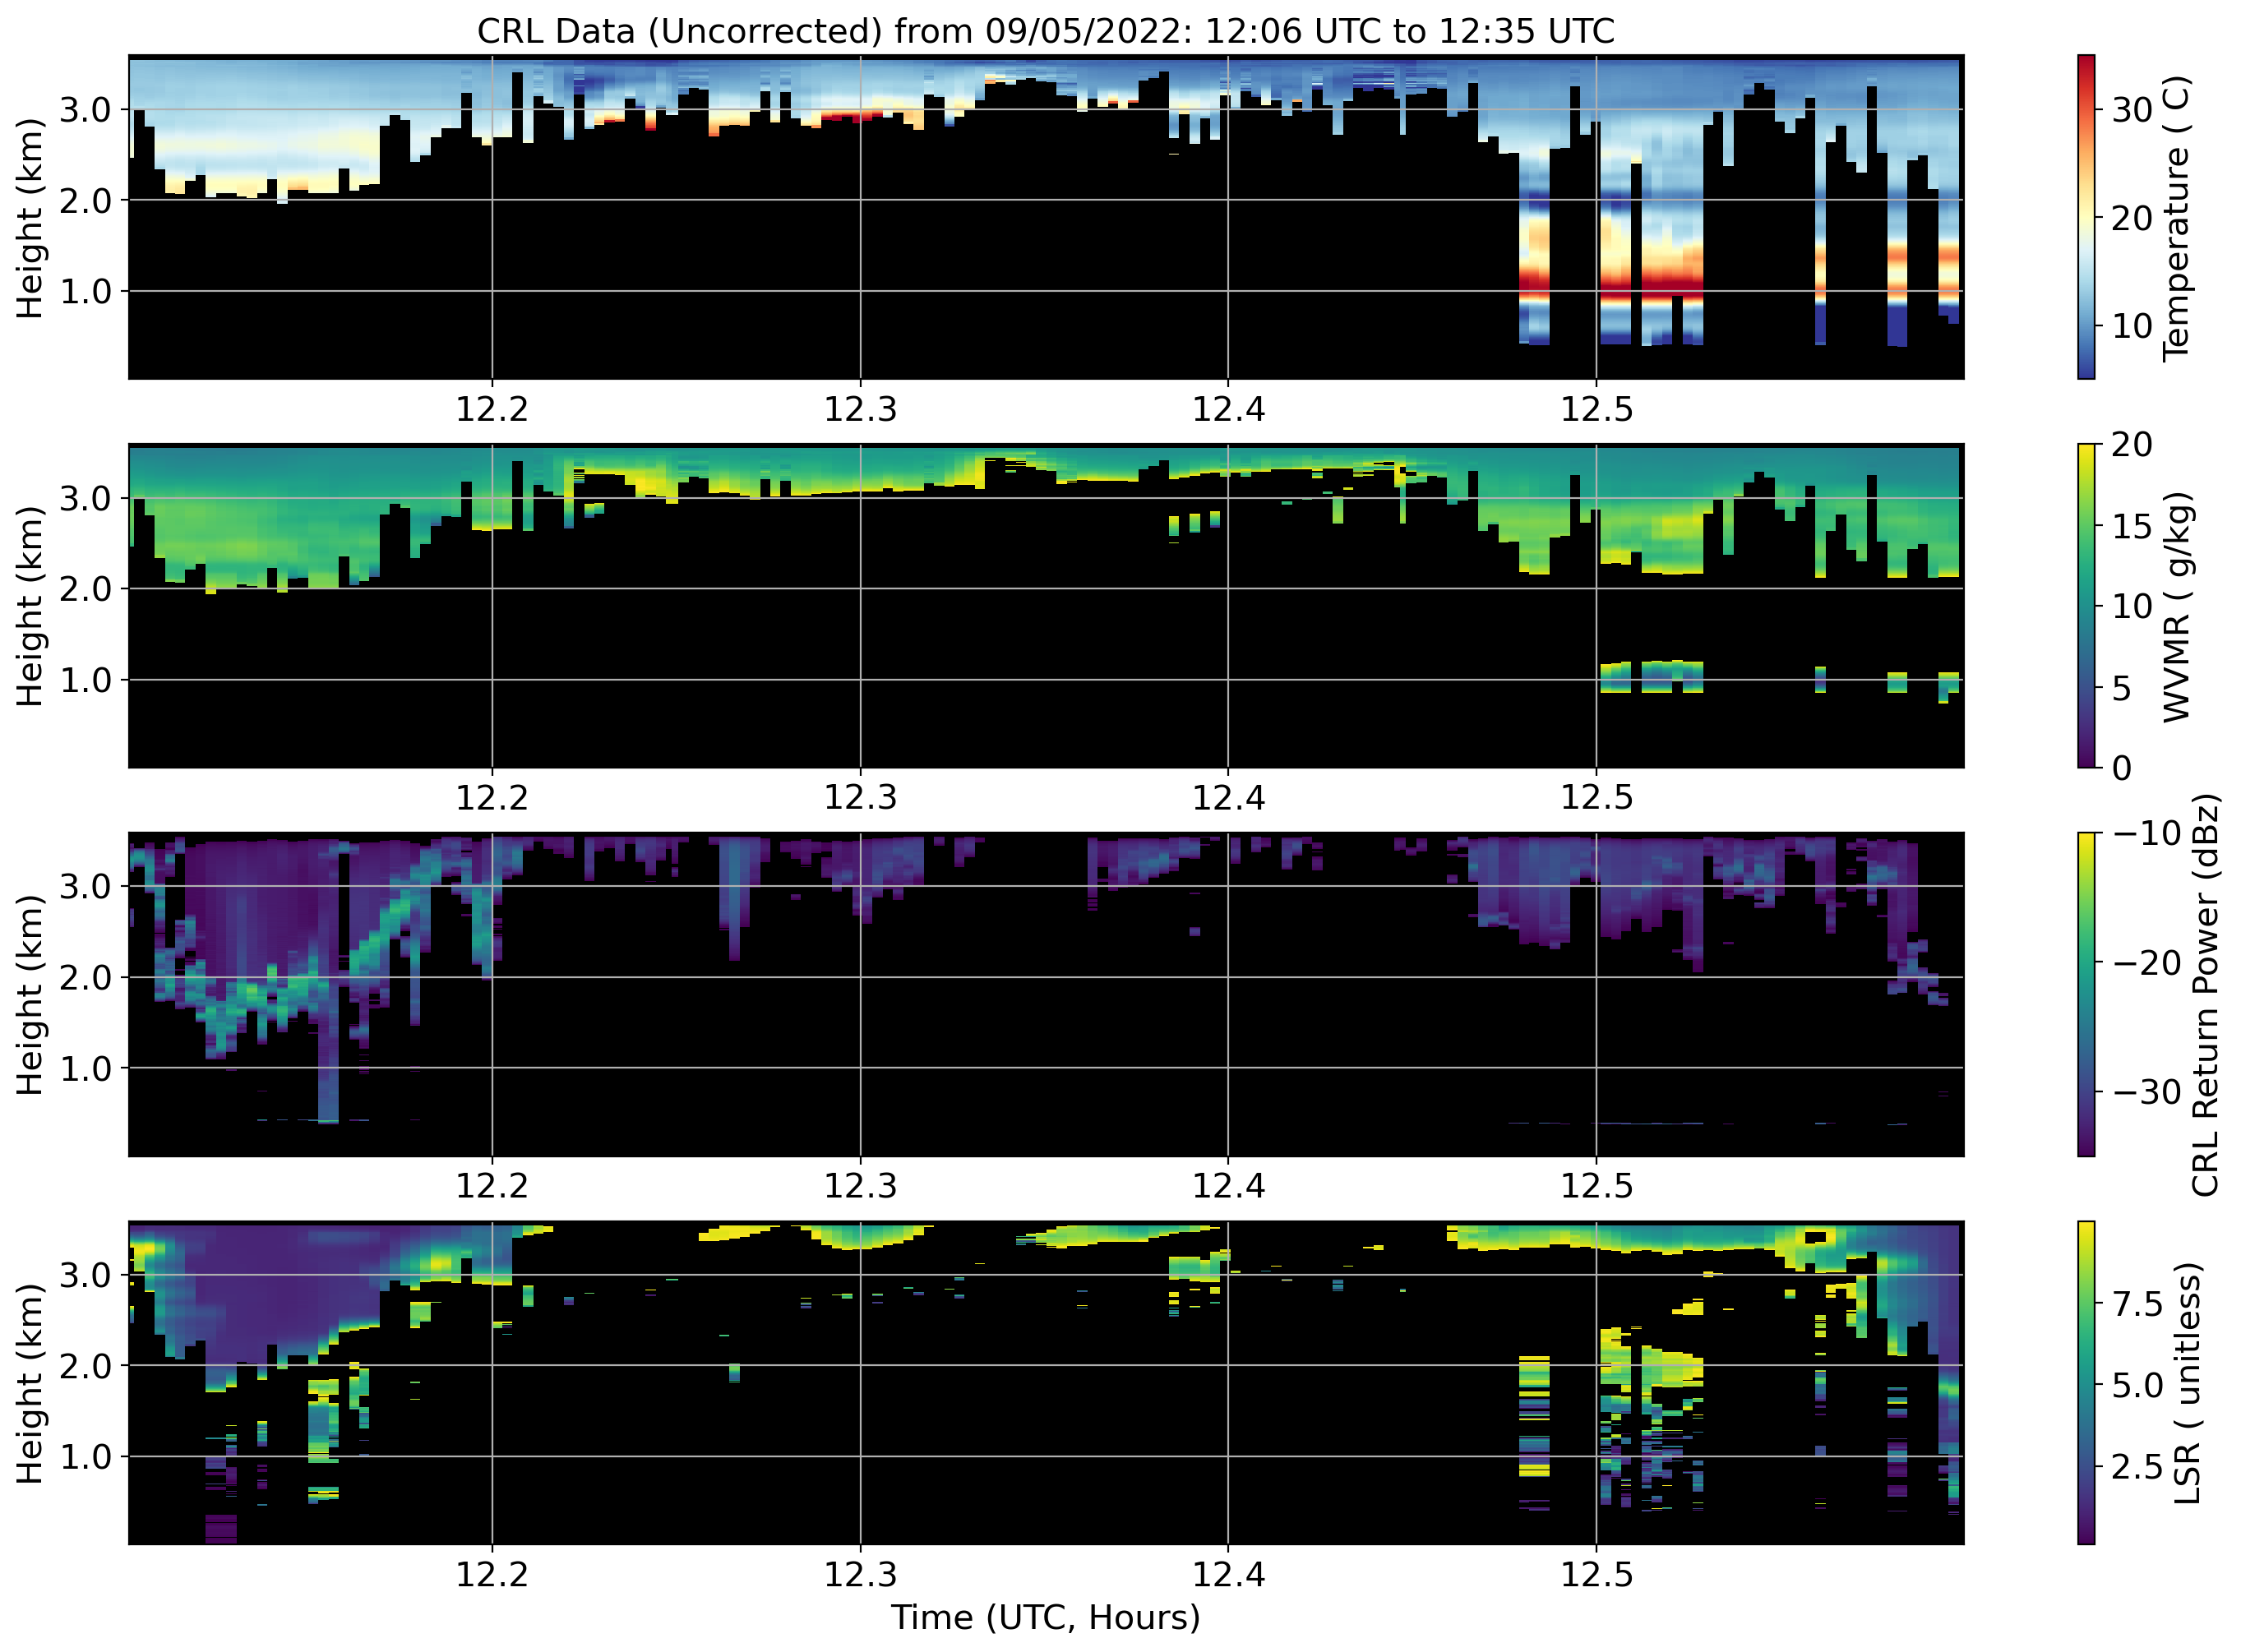 CRL Data (Uncorrected) from 09/05/2022: 12:06 UTC to 12:35 UTC
Height (km)
3.0
2.0
1.0
12.2 12.3 12.4 12.5
30
20
10
Temperature ( C)
Height (km)
3.0
2.0
1.0
12.2 12.3 12.4 12.5
20
15
10
5
0
WVMR ( g/kg)
Height (km)
3.0
2.0
1.0
12.2 12.3 12.4 12.5
−10
−20
−30
CRL Return Power (dBz)
Height (km)
3.0
2.0
1.0
12.2 12.3 12.4 12.5
7.5
5.0
2.5
LSR ( unitless)
Time (UTC, Hours)